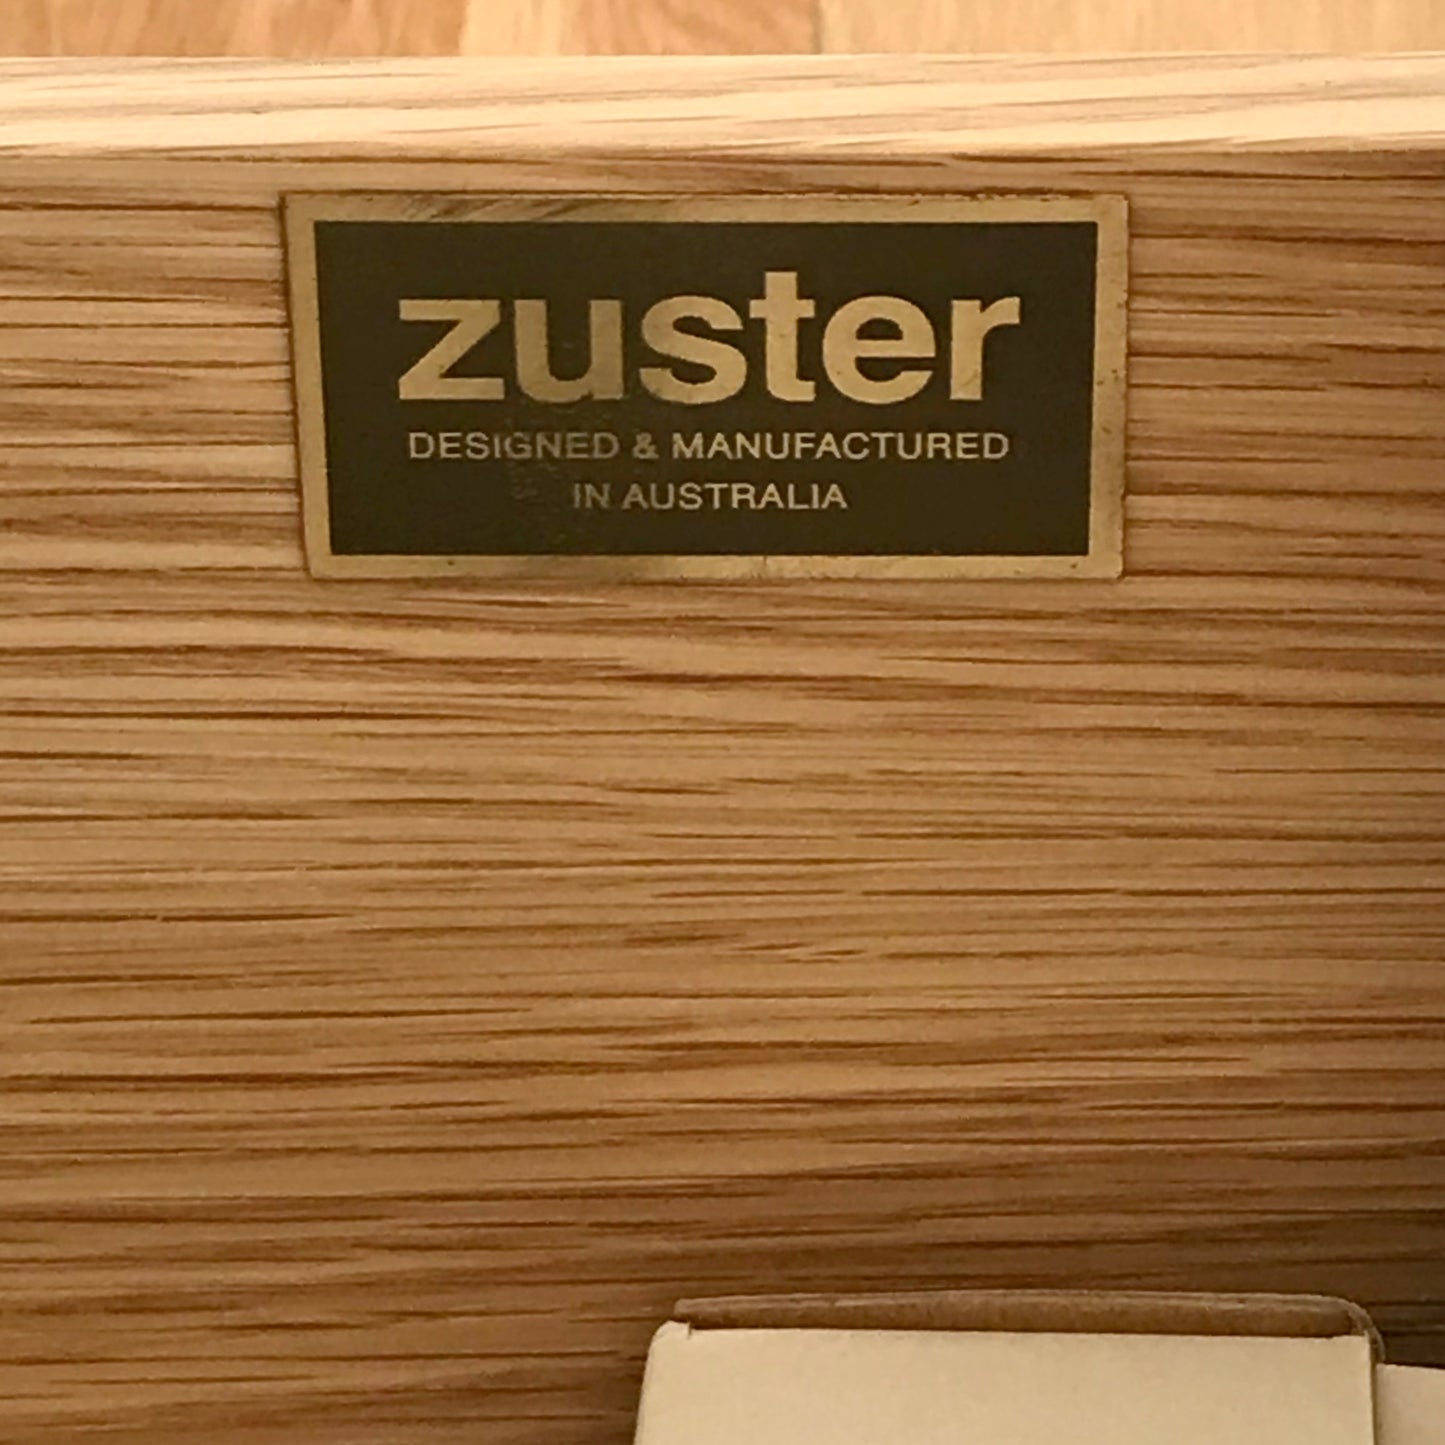 zuster
DESIGNED & MANUFACTURED
IN AUSTRALIA